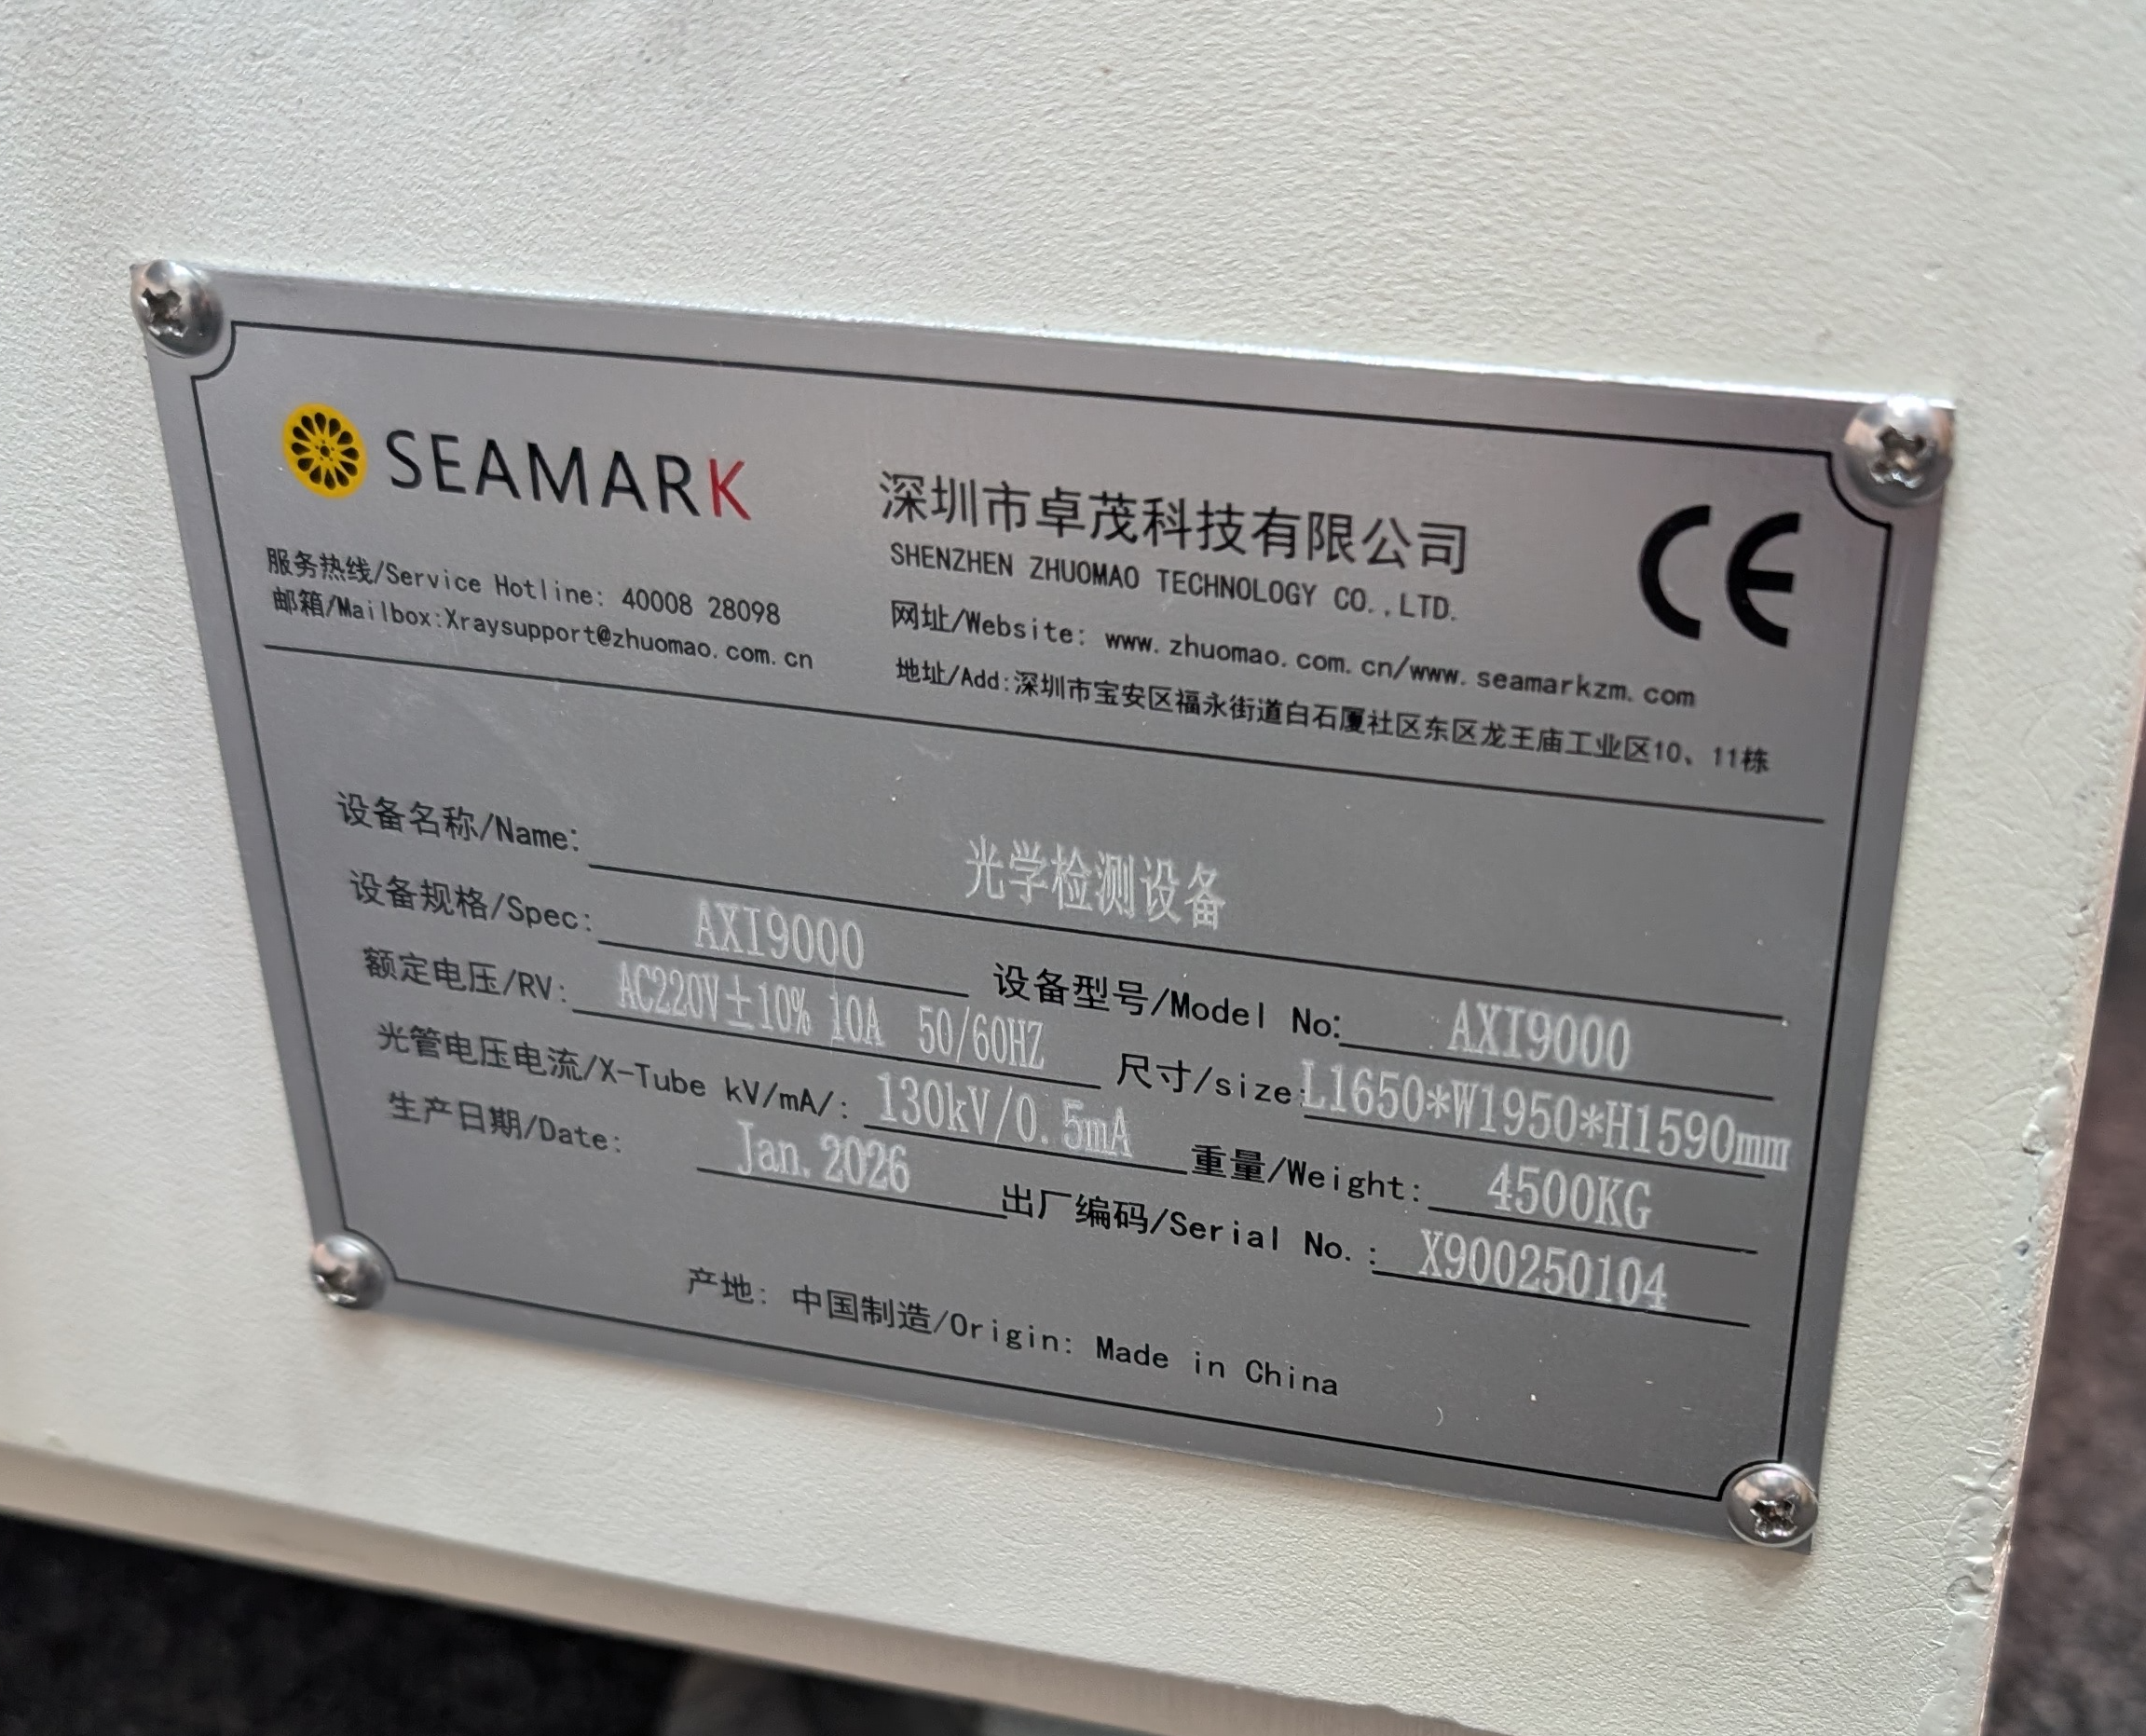 SEAMARK
服务热线/Service Hotline: 40008 28098
邮箱/Mailbox:Xraysupport@zhuomao.com.cn
深圳市卓茂科技有限公司
SHENZHEN ZHUOMAO TECHNOLOGY CO.,LTD.
网址/Website: www.zhuomao.com.cn/www.seamarkzm.com
地址/Add:深圳市宝安区福永街道白石厦社区东区龙王庙工业区10、11栋
CE
设备名称/Name: 光学检测设备
设备规格/Spec: AXI9000 设备型号/Model No: AXI9000
额定电压/RV: AC220V±10% 10A 50/60HZ 尺寸/size:L1650*W1950*H1590mm
光管电压电流/X-Tube kV/mA/: 130kV/0.5mA 重量/Weight: 4500KG
生产日期/Date: Jan.2026 出厂编码/Serial No.: X900250104
产地: 中国制造/Origin: Made in China